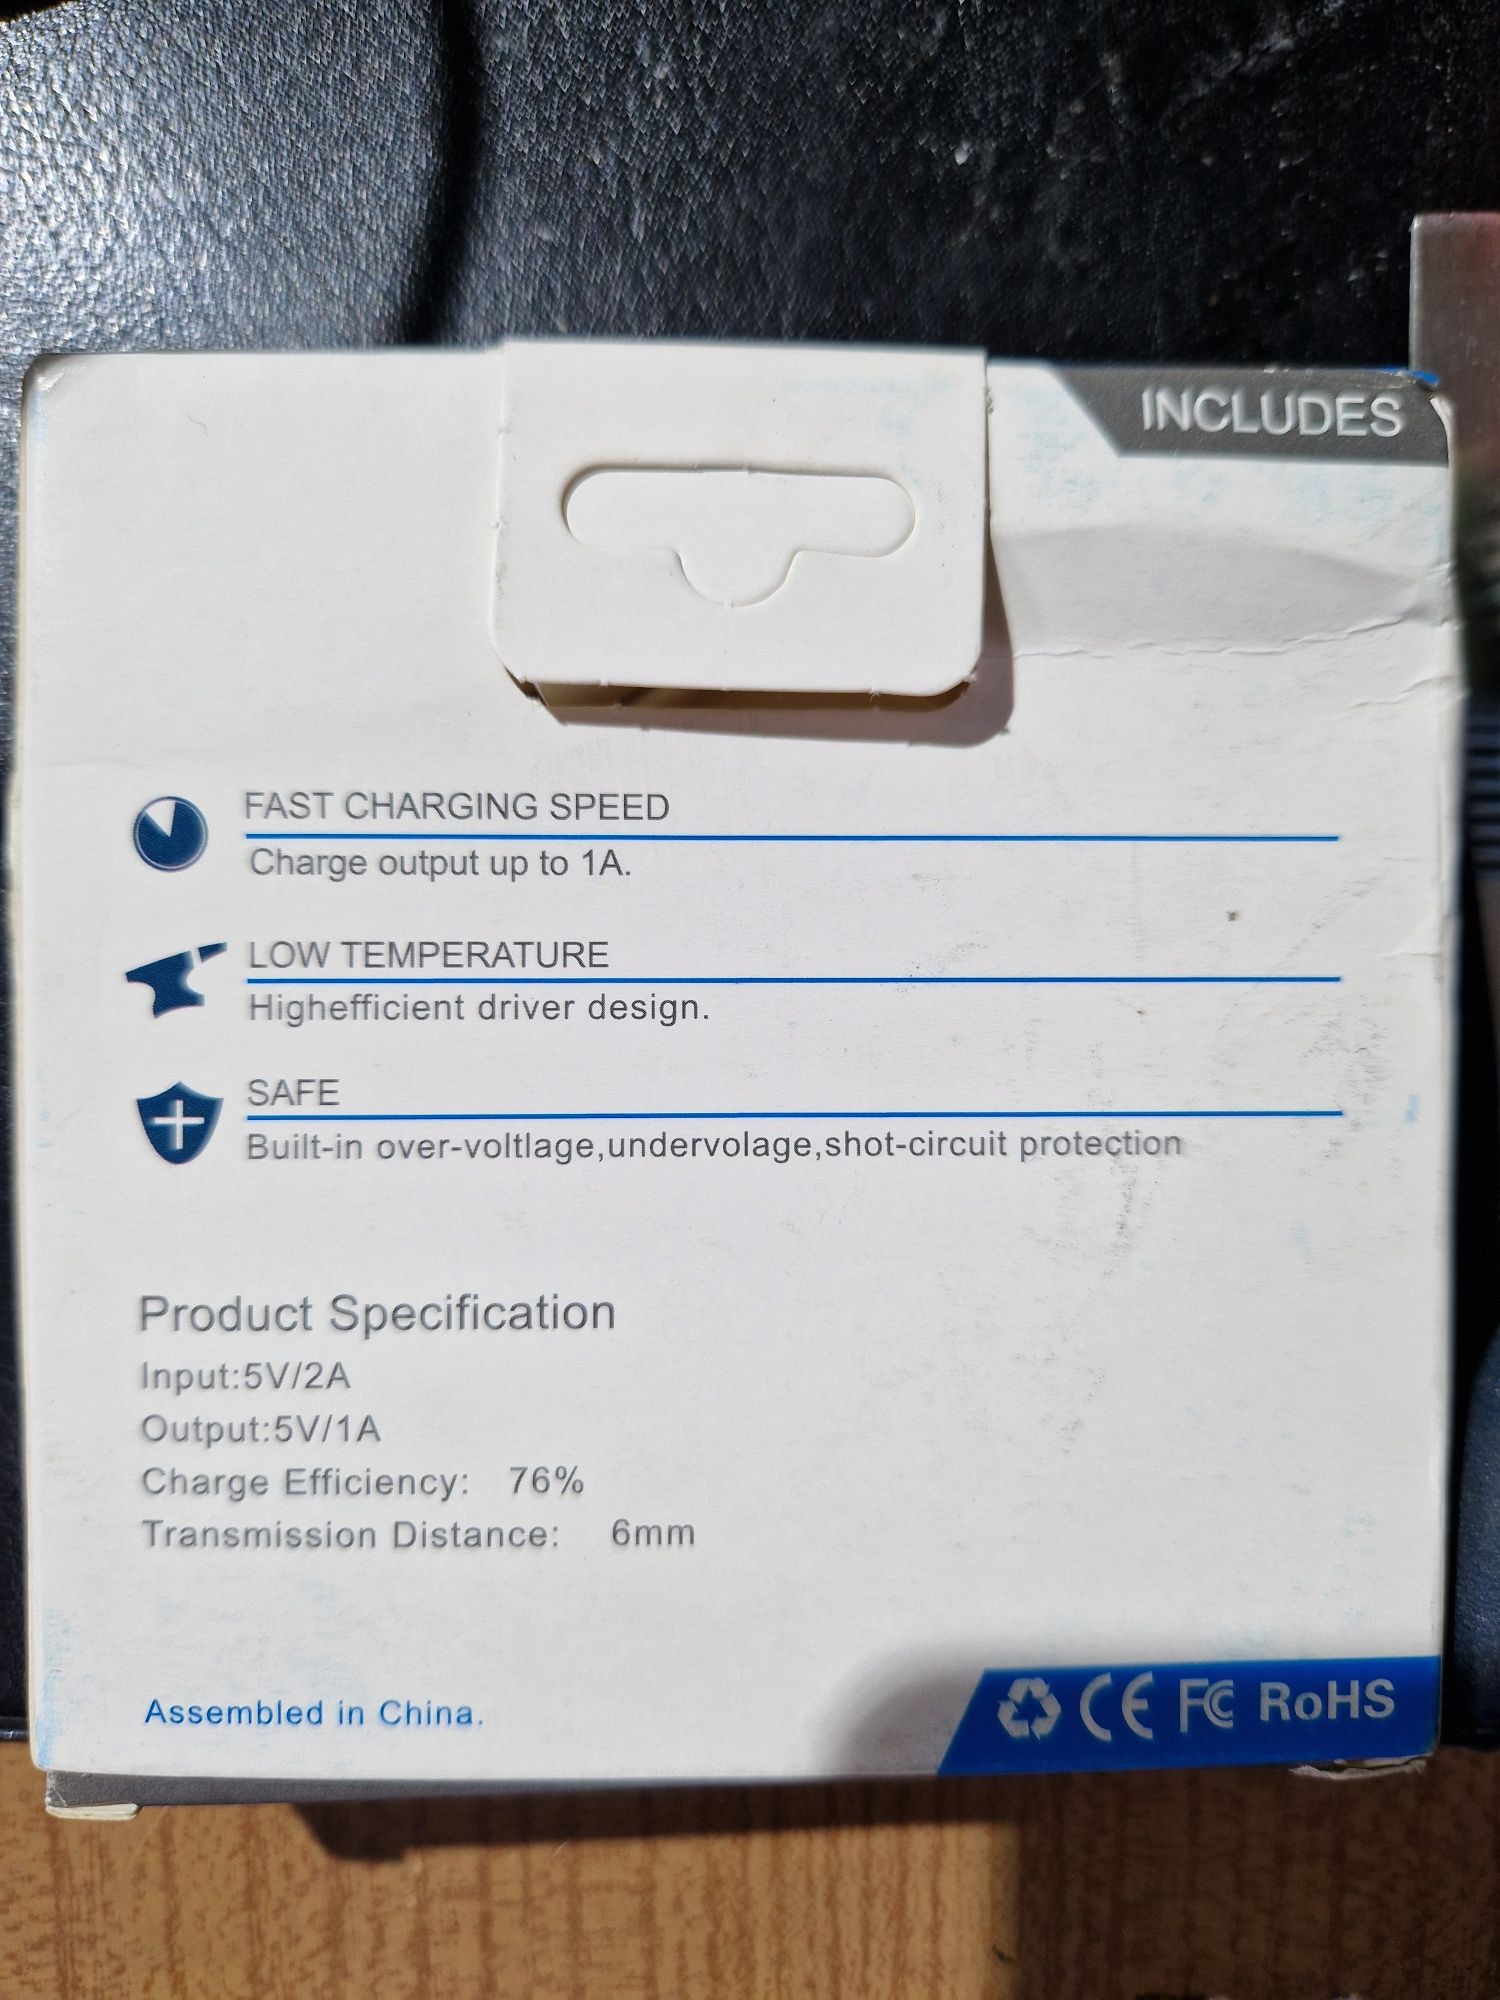 INCLUDES
FAST CHARGING SPEED
Charge output up to 1A.
LOW TEMPERATURE
Highefficient driver design.
SAFE
Built-in over-voltlage,undervolage,shot-circuit protection
Product Specification
Input:5V/2A
Output:5V/1A
Charge Efficiency: 76%
Transmission Distance: 6mm
Assembled in China.
CE FC RoHS